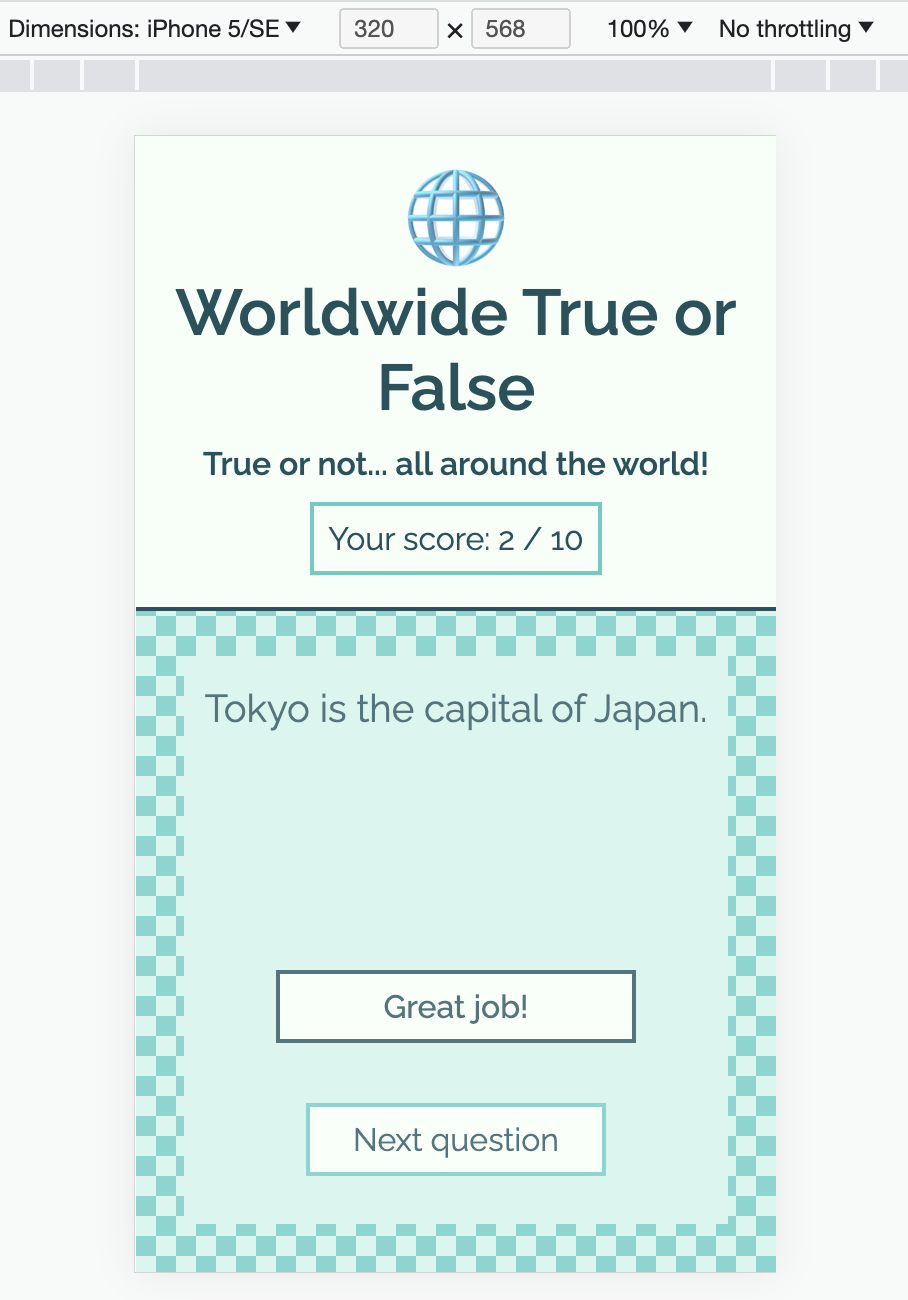 Dimensions: iPhone 5/SE ▼ 320 × 568 100% ▼ No throttling ▼
Worldwide True or
False
True or not... all around the world!
Your score: 2 / 10
Tokyo is the capital of Japan.
Great job!
Next question